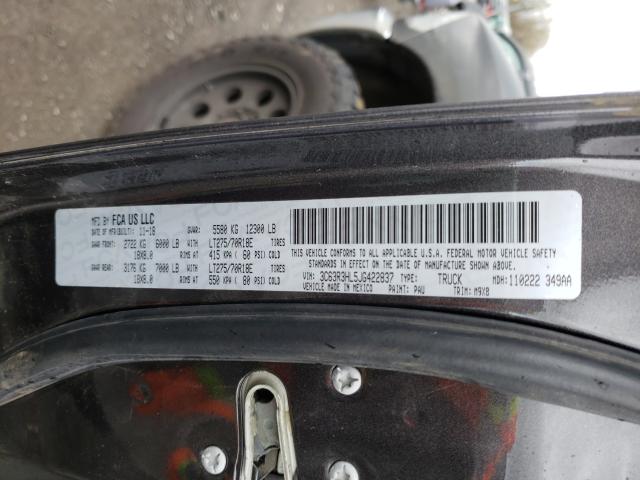 MFD BY FCA US LLC
DATE OF MFR(BUILT): 11-18 GVWR: 5580 KG 12300 LB
GAWR FRONT: 2722 KG 6000 LB WITH LT275/70R18E TIRES
18X8.0 RIMS AT 415 KPA ( 60 PSI) COLD
GAWR REAR: 3176 KG 7000 LB WITH LT275/70R18E TIRES
18X8.0 RIMS AT 550 KPA ( 80 PSI) COLD
THIS VEHICLE CONFORMS TO ALL APPLICABLE U.S.A. FEDERAL MOTOR VEHICLE SAFETY
STANDARDS IN EFFECT ON THE DATE OF MANUFACTURE SHOWN ABOVE.
VIN: 3C63R3HL5JG422837 TYPE: TRUCK MDH: 110222 349AA
VEHICLE MADE IN MEXICO PAINT: PAU TRIM: M9X8